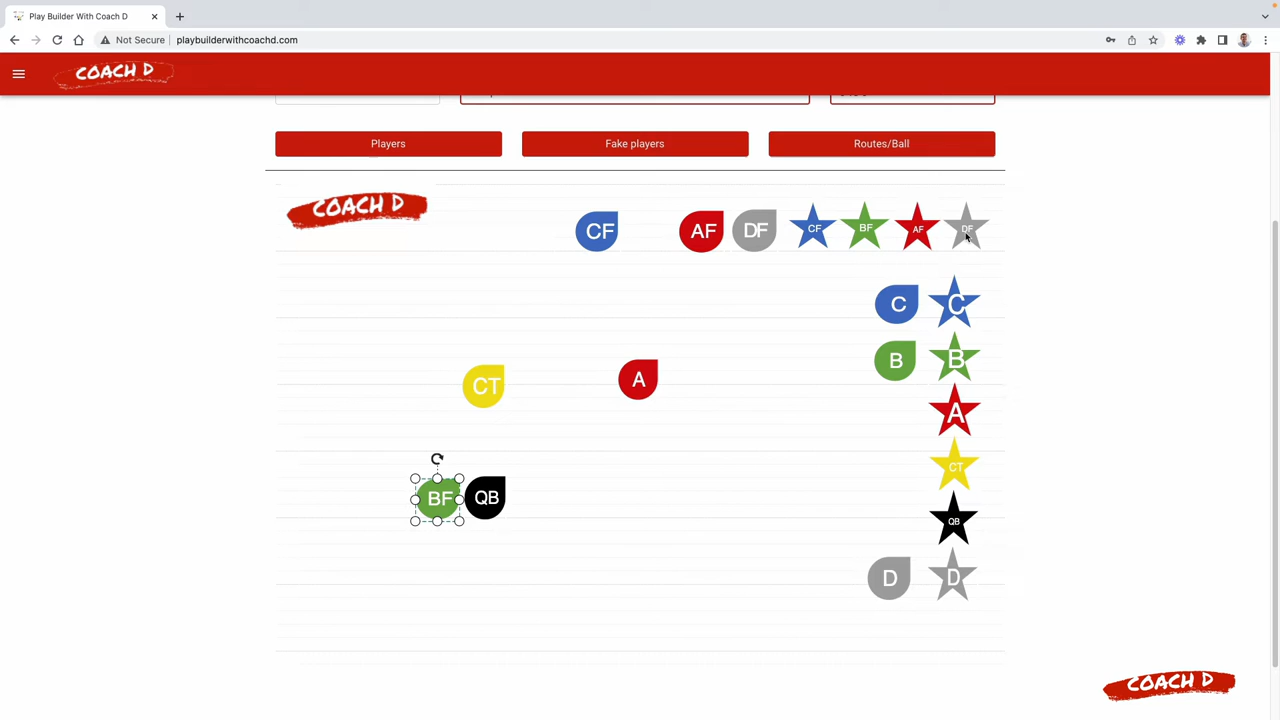 Play Builder With Coach D
Not Secure
playbuilderwithcoachd.com
COACH D
Players
Fake players
Routes/Ball
COACH D
CF
AF
DF
CF
BF
AF
DF
C
C
B
B
CT
A
A
CT
BF
QB
QB
D
D
COACH D